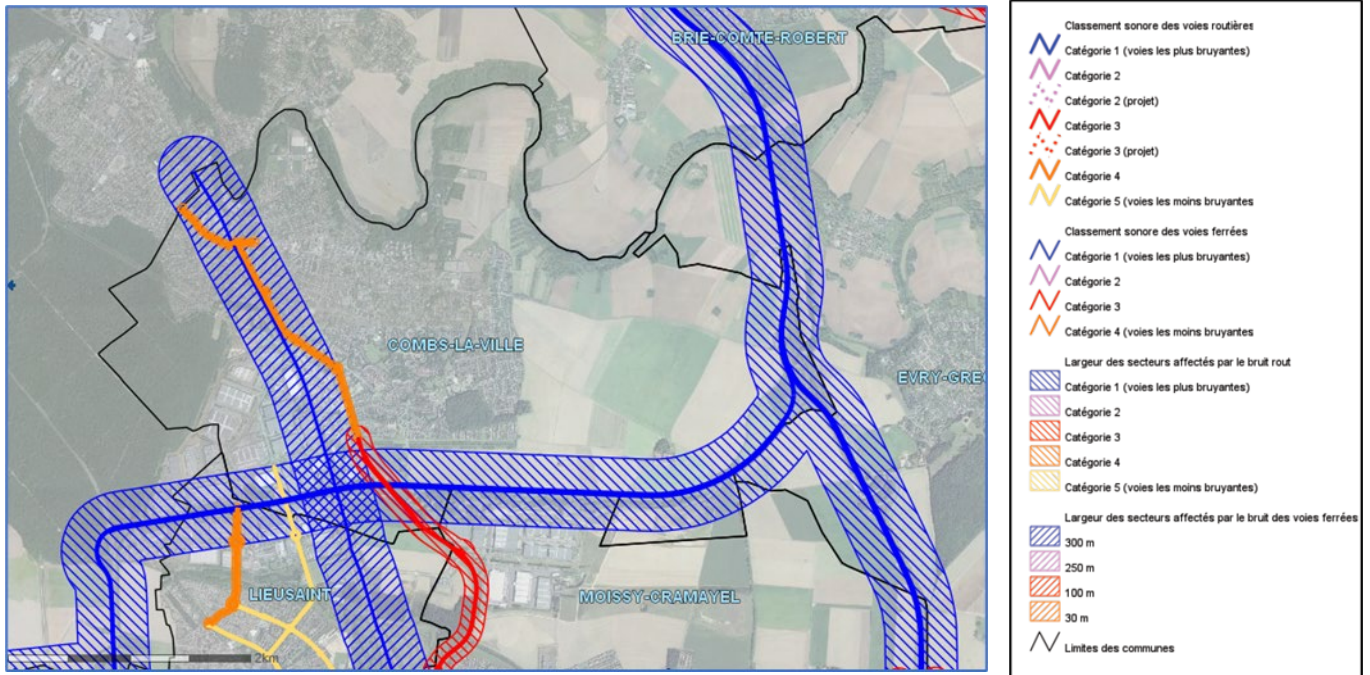 BRIE-COMTE-ROBERT
COMBS-LA-VILLE
EVRY-GRE
LIEUSAINT
MOISSY-CRAMAYEL
2km
Classement sonore des voies routières
Catégorie 1 (voies les plus bruyantes)
Catégorie 2
Catégorie 2 (projet)
Catégorie 3
Catégorie 3 (projet)
Catégorie 4
Catégorie 5 (voies les moins bruyantes
Classement sonore des voies ferrées
Catégorie 1 (voies les plus bruyantes)
Catégorie 2
Catégorie 3
Catégorie 4 (voies les moins bruyantes
Largeur des secteurs affectés par le bruit rout
Catégorie 1 (voies les plus bruyantes)
Catégorie 2
Catégorie 3
Catégorie 4
Catégorie 5 (voies les moins bruyantes)
Largeur des secteurs affectés par le bruit des voies ferrées
300 m
250 m
100 m
30 m
Limites des communes